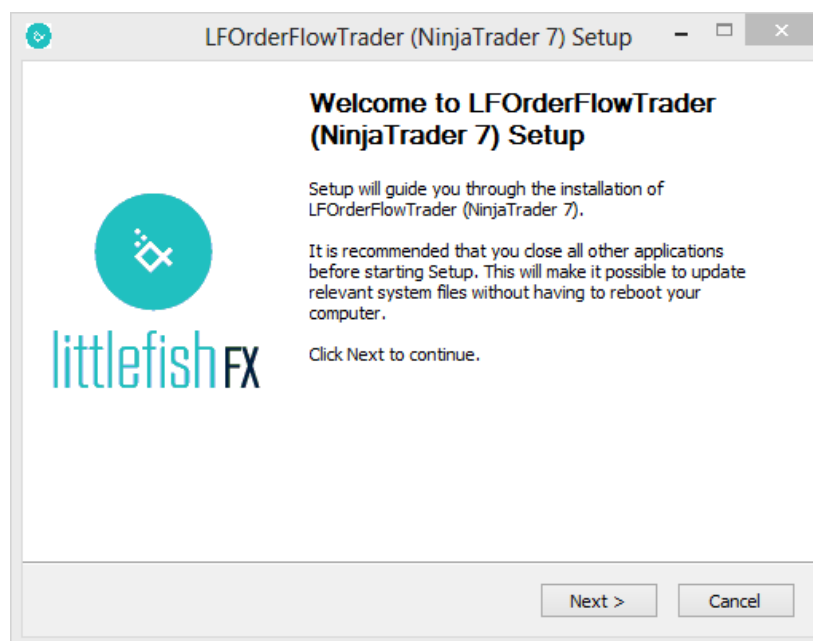 LFOrderFlowTrader (NinjaTrader 7) Setup
Welcome to LFOrderFlowTrader
(NinjaTrader 7) Setup
Setup will guide you through the installation of
LFOrderFlowTrader (NinjaTrader 7).
It is recommended that you close all other applications
before starting Setup. This will make it possible to update
relevant system files without having to reboot your
computer.
Click Next to continue.
littlefish FX
Next >
Cancel